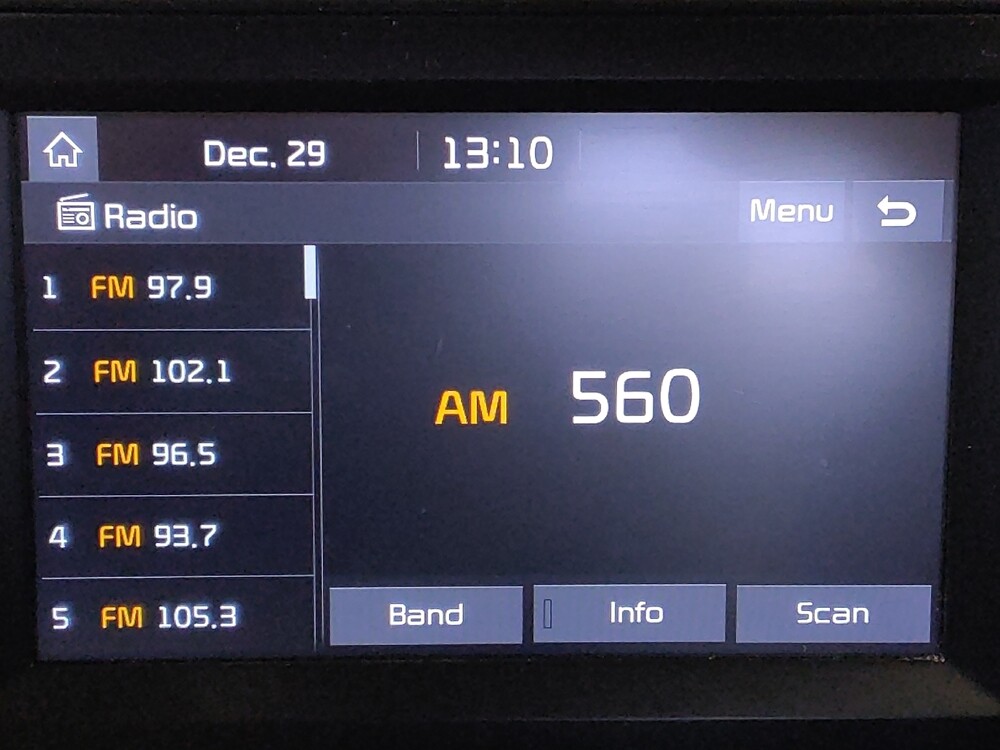 Dec. 29 13:10
Radio Menu
1 FM 97.9
2 FM 102.1
3 FM 96.5
4 FM 93.7
5 FM 105.3
AM 560
Band Info Scan